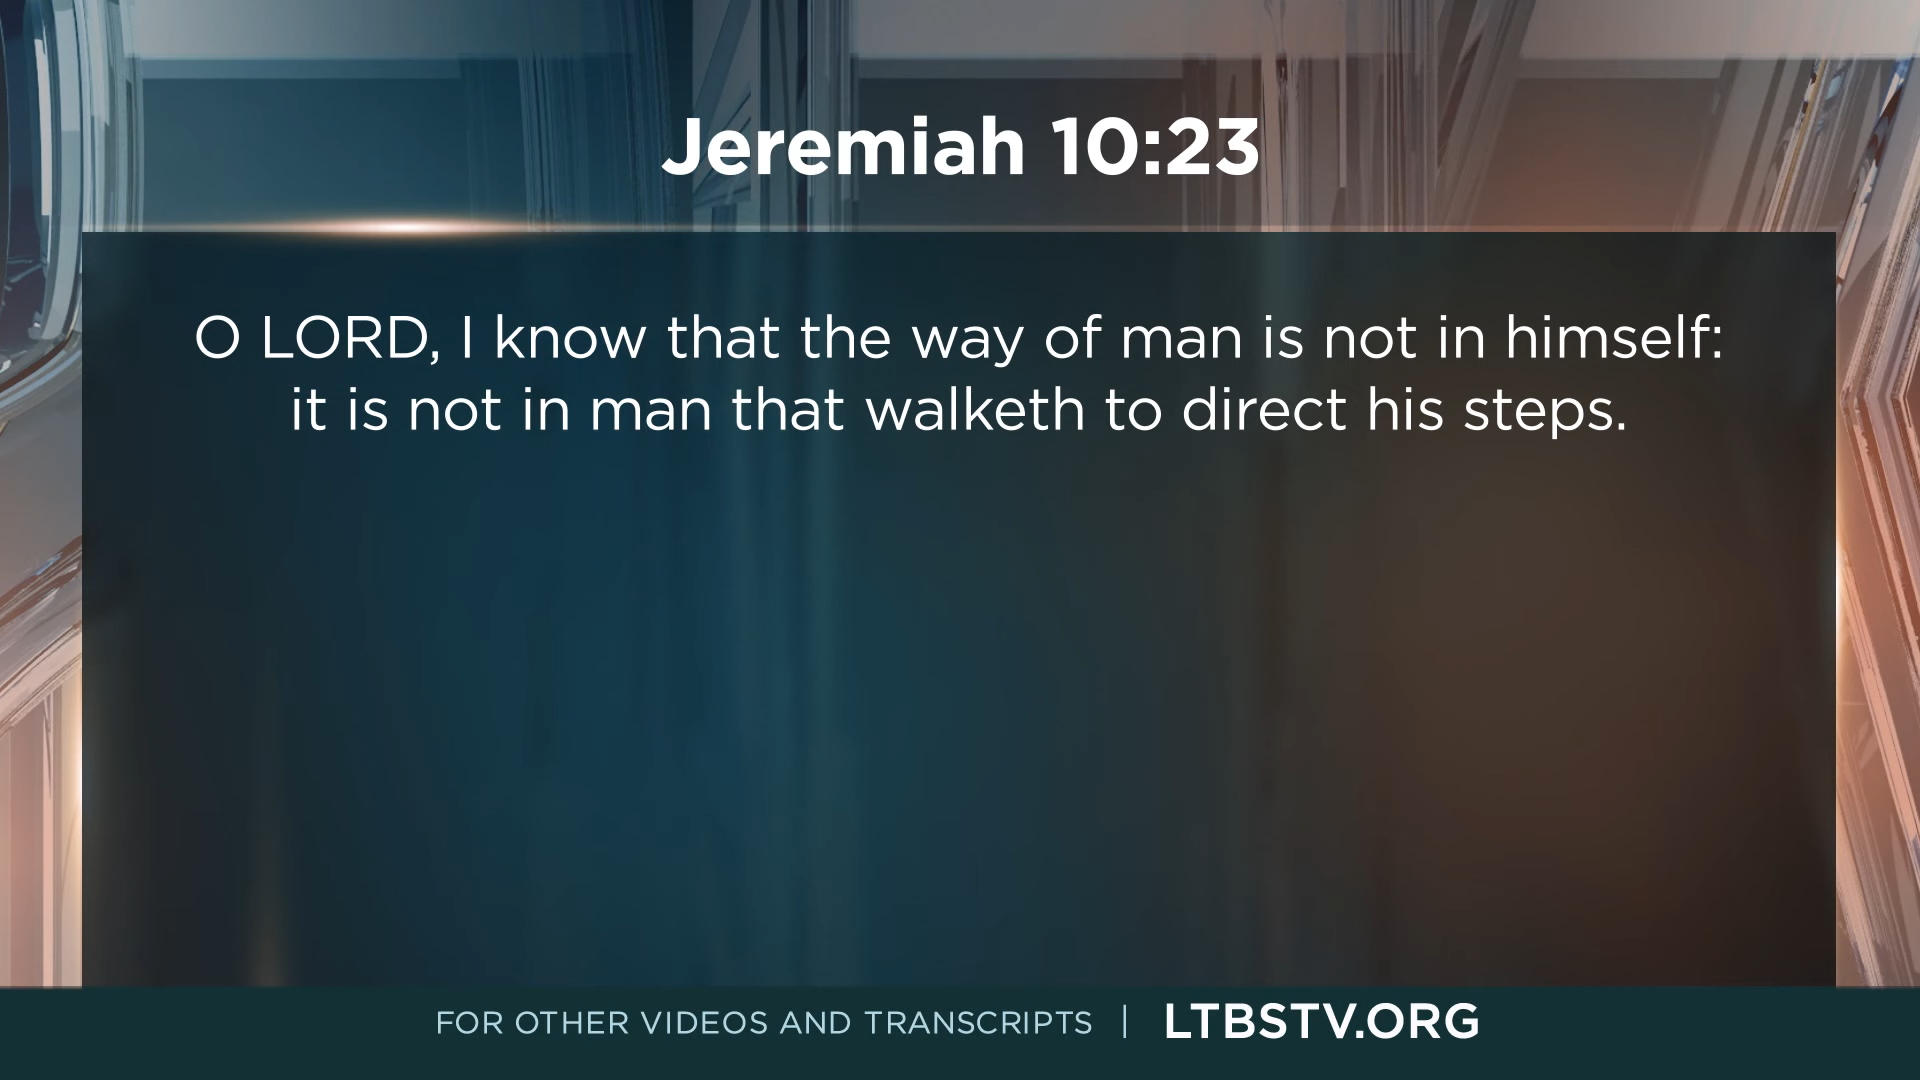 Jeremiah 10:23
O LORD, I know that the way of man is not in himself:
it is not in man that walketh to direct his steps.
FOR OTHER VIDEOS AND TRANSCRIPTS | LTBSTV.ORG